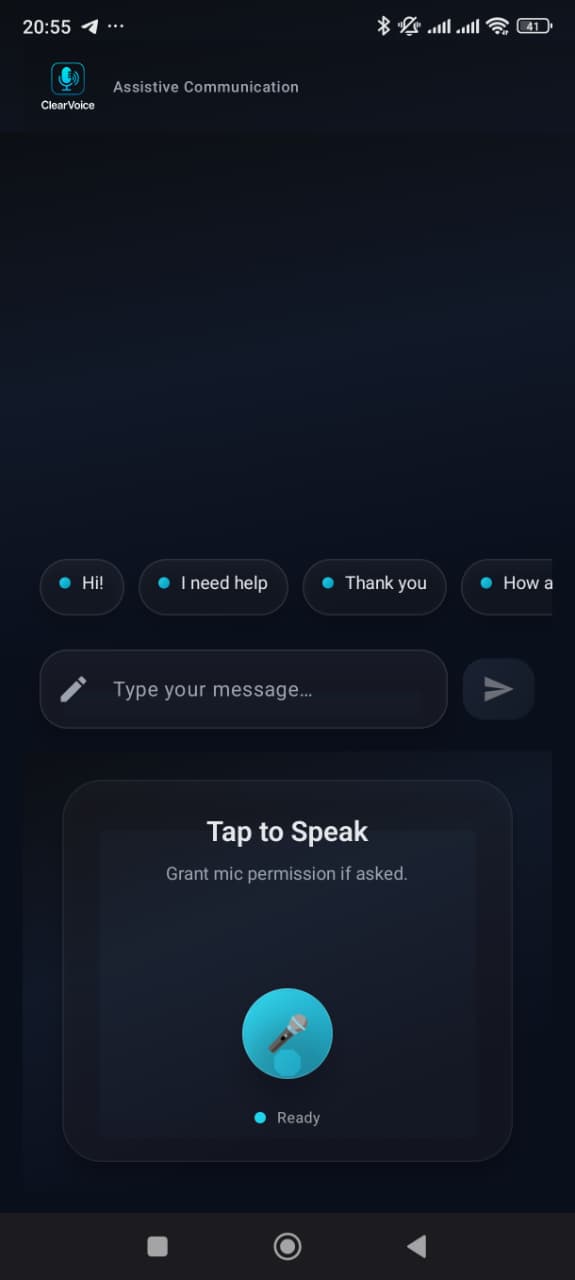 20:55
41
ClearVoice
Assistive Communication
Hi!
I need help
Thank you
How a
Type your message…
Tap to Speak
Grant mic permission if asked.
Ready